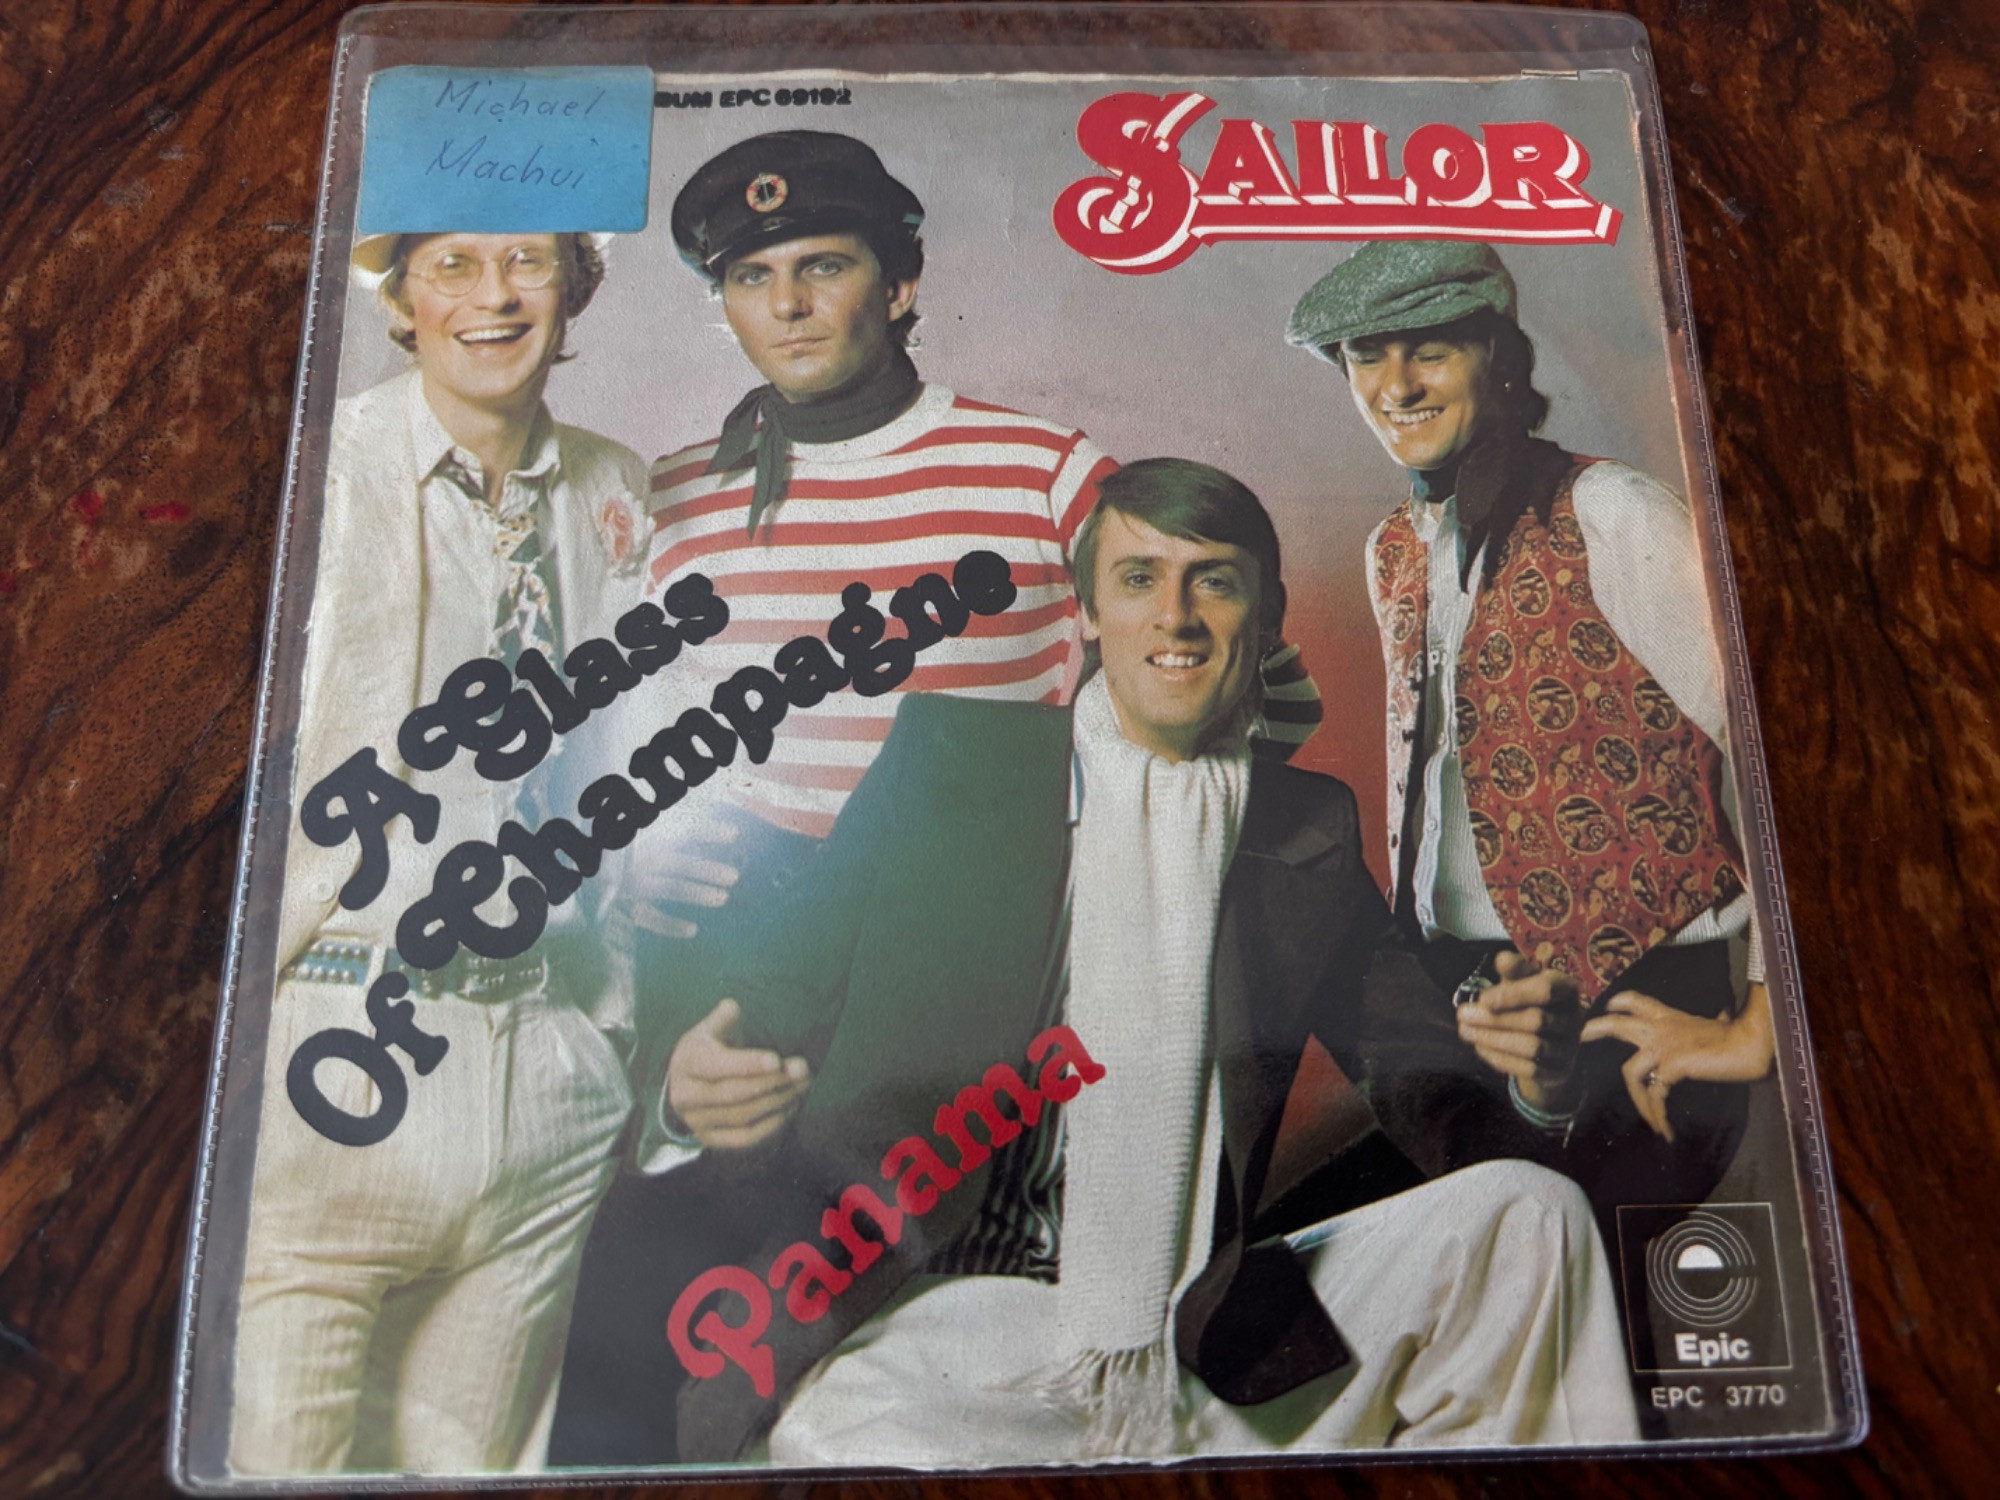 Michael
Machui
BUM EPC 69192
SAILOR
A Glass
Of Champagne
Panama
Epic
EPC 3770